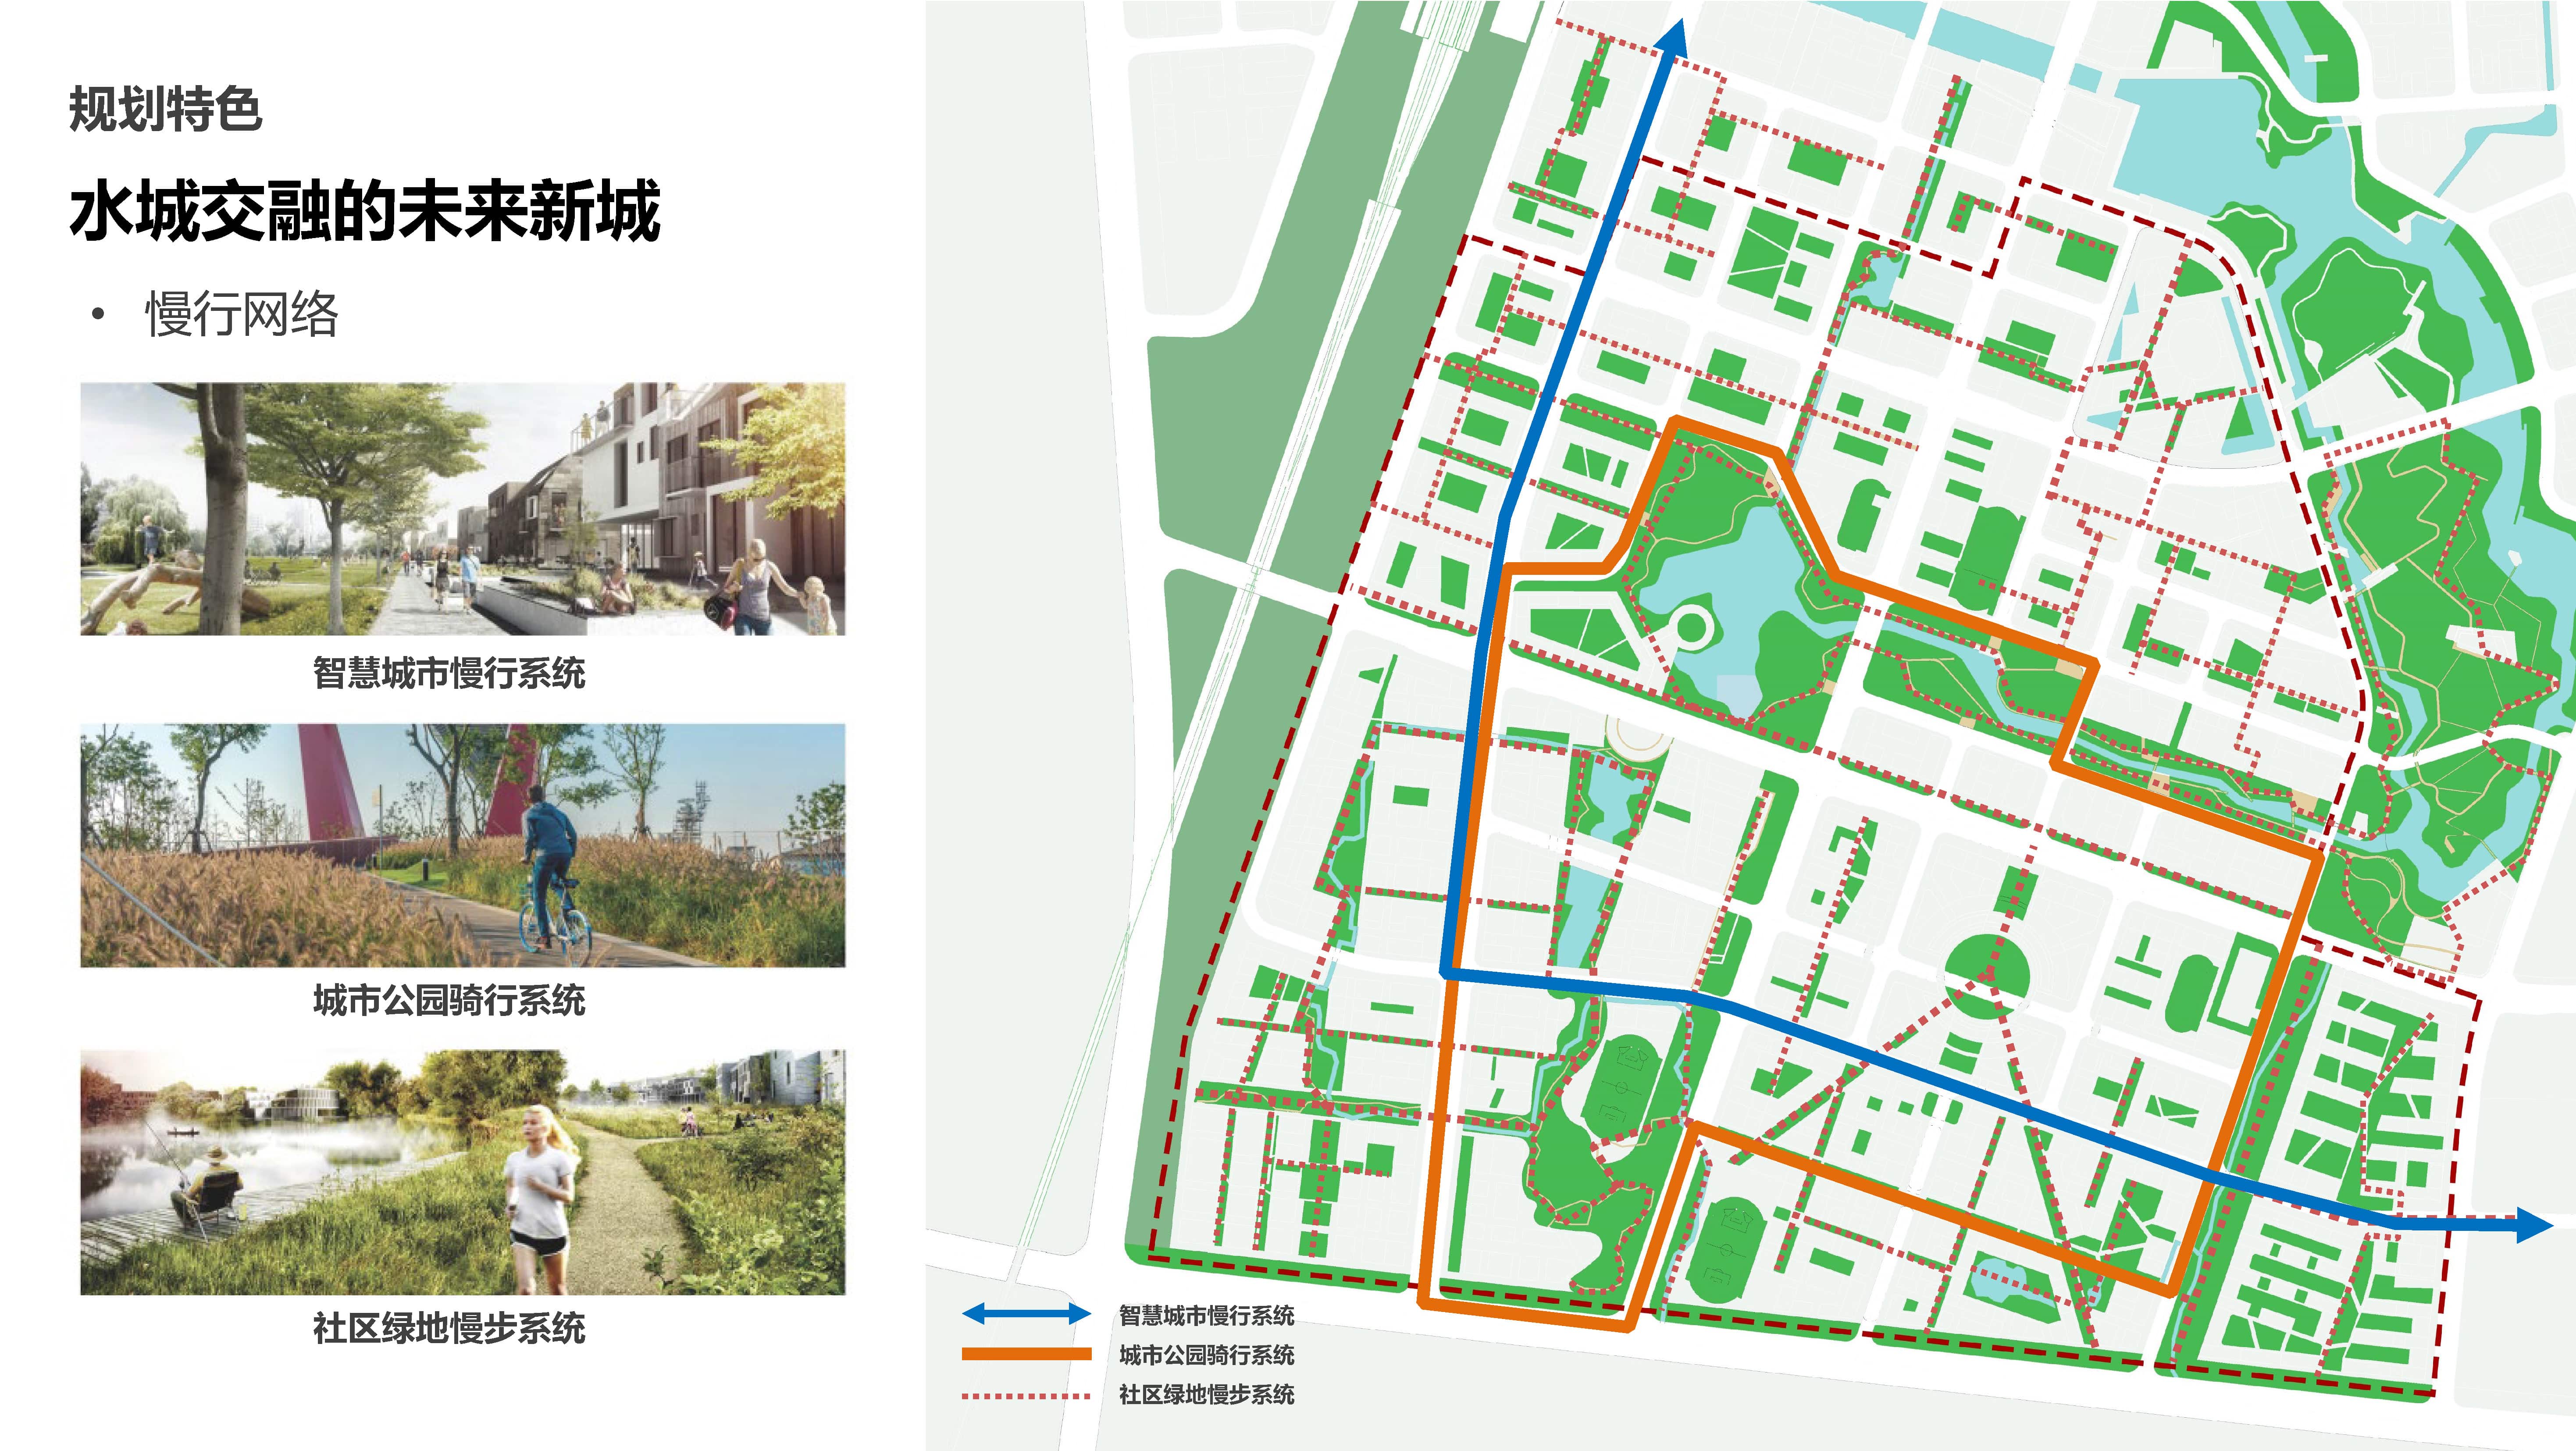 规划特色
水城交融的未来新城
• 慢行网络
智慧城市慢行系统
城市公园骑行系统
社区绿地慢步系统
智慧城市慢行系统
城市公园骑行系统
社区绿地慢步系统